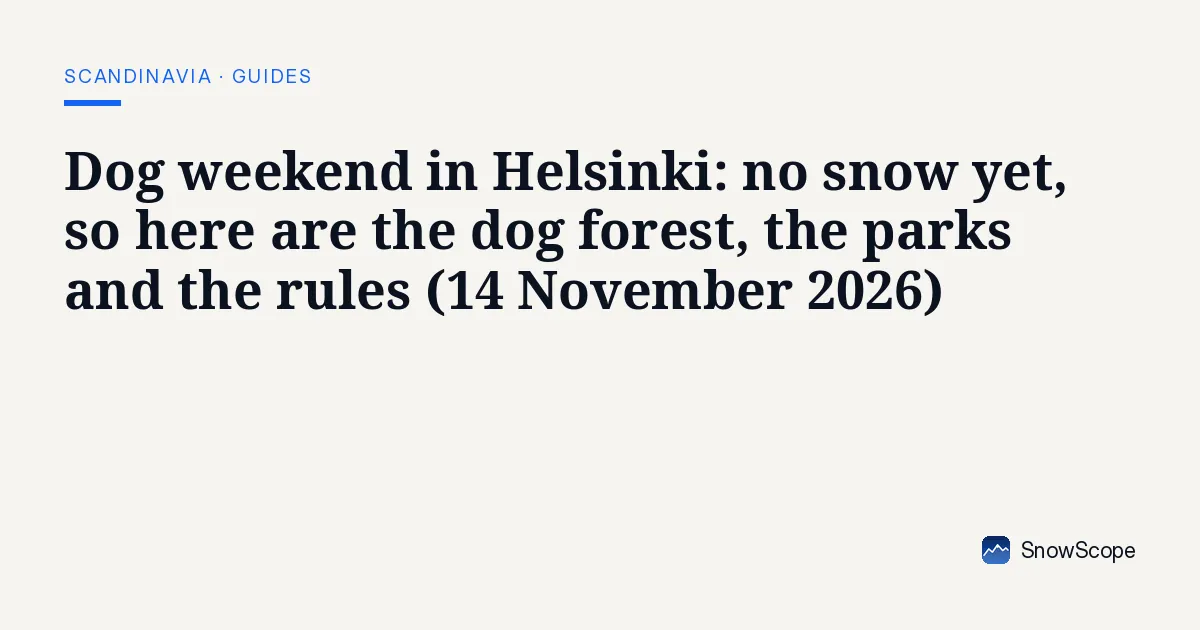 SCANDINAVIA · GUIDES
Dog weekend in Helsinki: no snow yet,
so here are the dog forest, the parks
and the rules (14 November 2026)
SnowScope